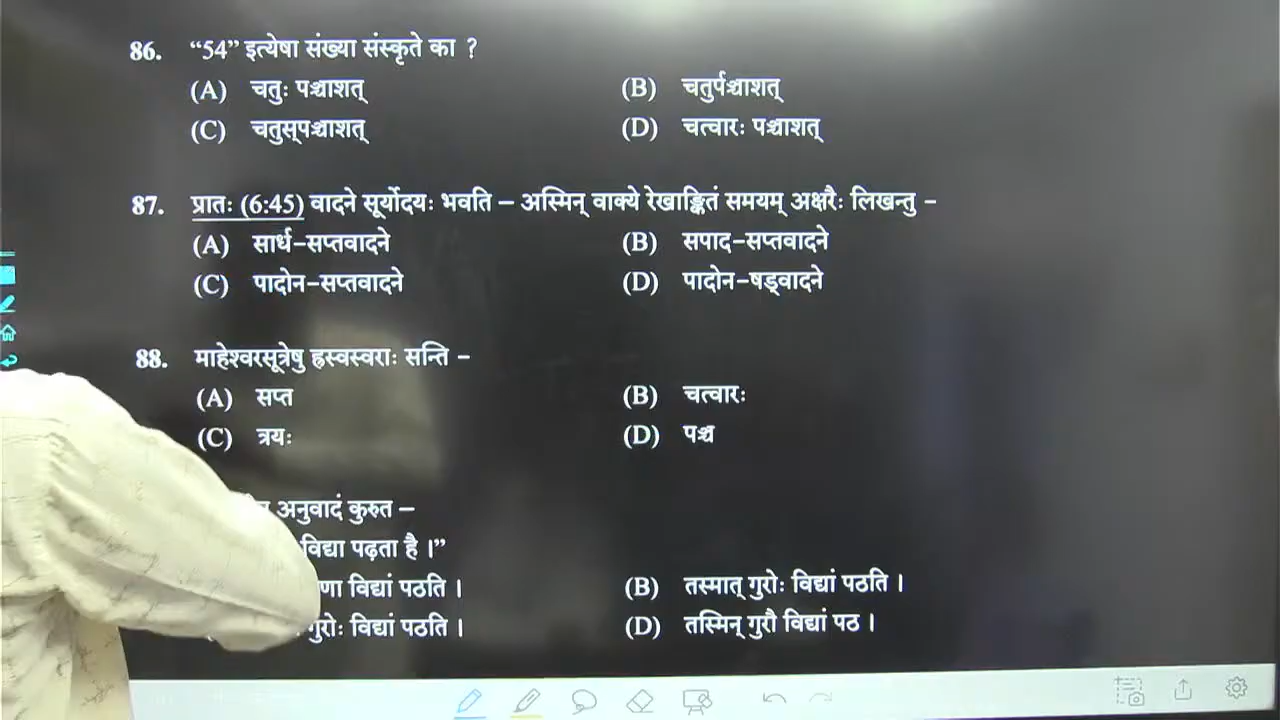 86. “54” इत्येषा संख्या संस्कृते का ?
(A) चतुः पञ्चाशत् (B) चतुर्पञ्चाशत्
(C) चतुस्पञ्चाशत् (D) चत्वारः पञ्चाशत्
87. प्रातः (6:45) वादने सूर्योदयः भवति – अस्मिन् वाक्ये रेखाङ्कितं समयम् अक्षरैः लिखन्तु –
(A) सार्ध-सप्तवादने (B) सपाद-सप्तवादने
(C) पादोन-सप्तवादने (D) पादोन-षड्वादने
88. माहेश्वरसूत्रेषु ह्रस्वस्वराः सन्ति –
(A) सप्त (B) चत्वारः
(C) त्रयः (D) पञ्च
अनुवादं कुरुत –
विद्या पढ़ता है ।”
विद्यां पठति । (B) तस्मात् गुरोः विद्यां पठति ।
गुरोः विद्यां पठति । (D) तस्मिन् गुरौ विद्यां पठ ।